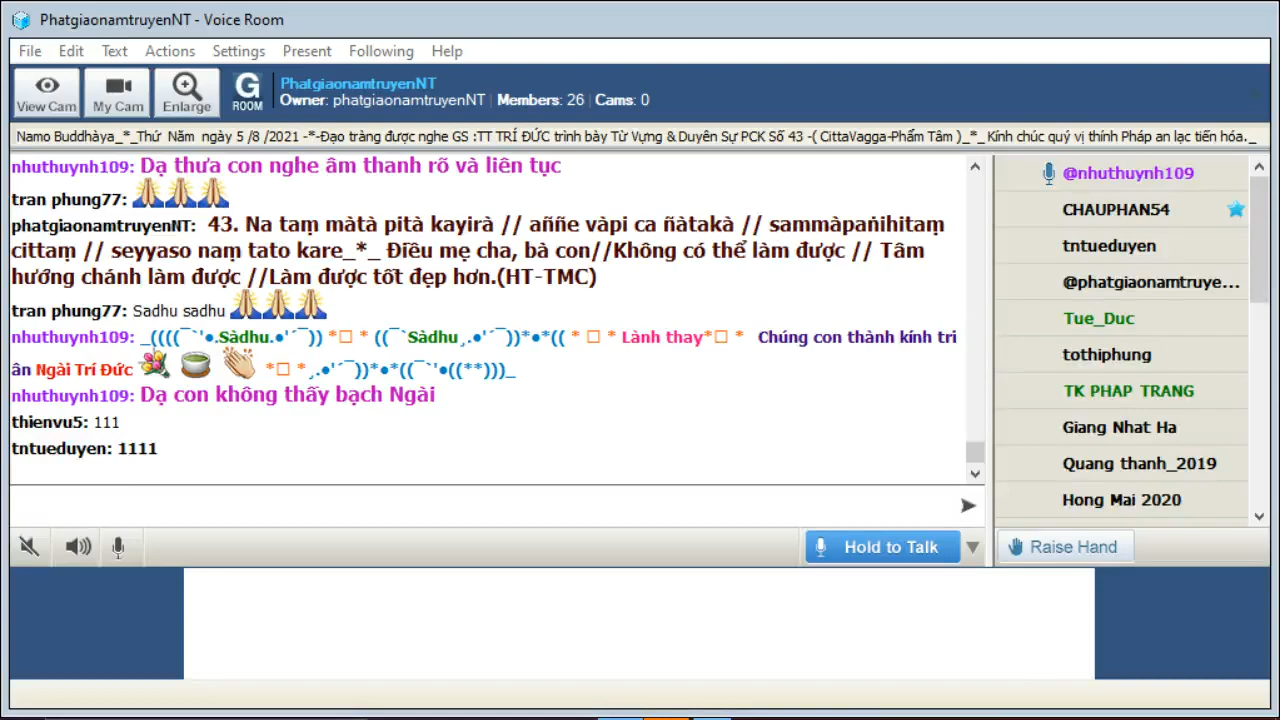 PhatgiaonamtruyenNT - Voice Room
File Edit Text Actions Settings Present Following Help
View Cam My Cam Enlarge G ROOM
PhatgiaonamtruyenNT
Owner: phatgiaonamtruyenNT | Members: 26 | Cams: 0
Namo Buddhàya_*_Thứ Năm ngày 5 /8 /2021 -*-Đạo tràng được nghe GS :TT TRÍ ĐỨC trình bày Từ Vựng & Duyên Sự PCK Số 43 -( CittaVagga-Phẩm Tâm )_*_Kính chúc quý vị thính Pháp an lạc tiến hóa._
nhuthuynh109: Dạ thưa con nghe âm thanh rõ và liên tục
tran phung77: 🙏🙏🙏
phatgiaonamtruyenNT: 43. Na taṃ màtà pità kayirà // aññe vàpi ca ñàtakà // sammàpaṅihitaṃ
cittaṃ // seyyaso naṃ tato kare_*_ Điều mẹ cha, bà con//Không có thể làm được // Tâm
hướng chánh làm được //Làm được tốt đẹp hơn.(HT-TMC)
tran phung77: Sadhu sadhu 🙏🙏🙏
nhuthuynh109: _((((¯`'•.Sàdhu.•'´¯)) *□ * ((¯`Sàdhu¸.•'´¯))*•*(( * □ * Lành thay*□ * Chúng con thành kính tri
ân Ngài Trí Đức 💐 🍵 👏 *□ *¸.•'´¯))*•*((¯`'•((**)))_
nhuthuynh109: Dạ con không thấy bạch Ngài
thienvu5: 111
tntueduyen: 1111
@nhuthuynh109
CHAUPHAN54
tntueduyen
@phatgiaonamtruye...
Tue_Duc
tothiphung
TK PHAP TRANG
Giang Nhat Ha
Quang thanh_2019
Hong Mai 2020
Hold to Talk
Raise Hand